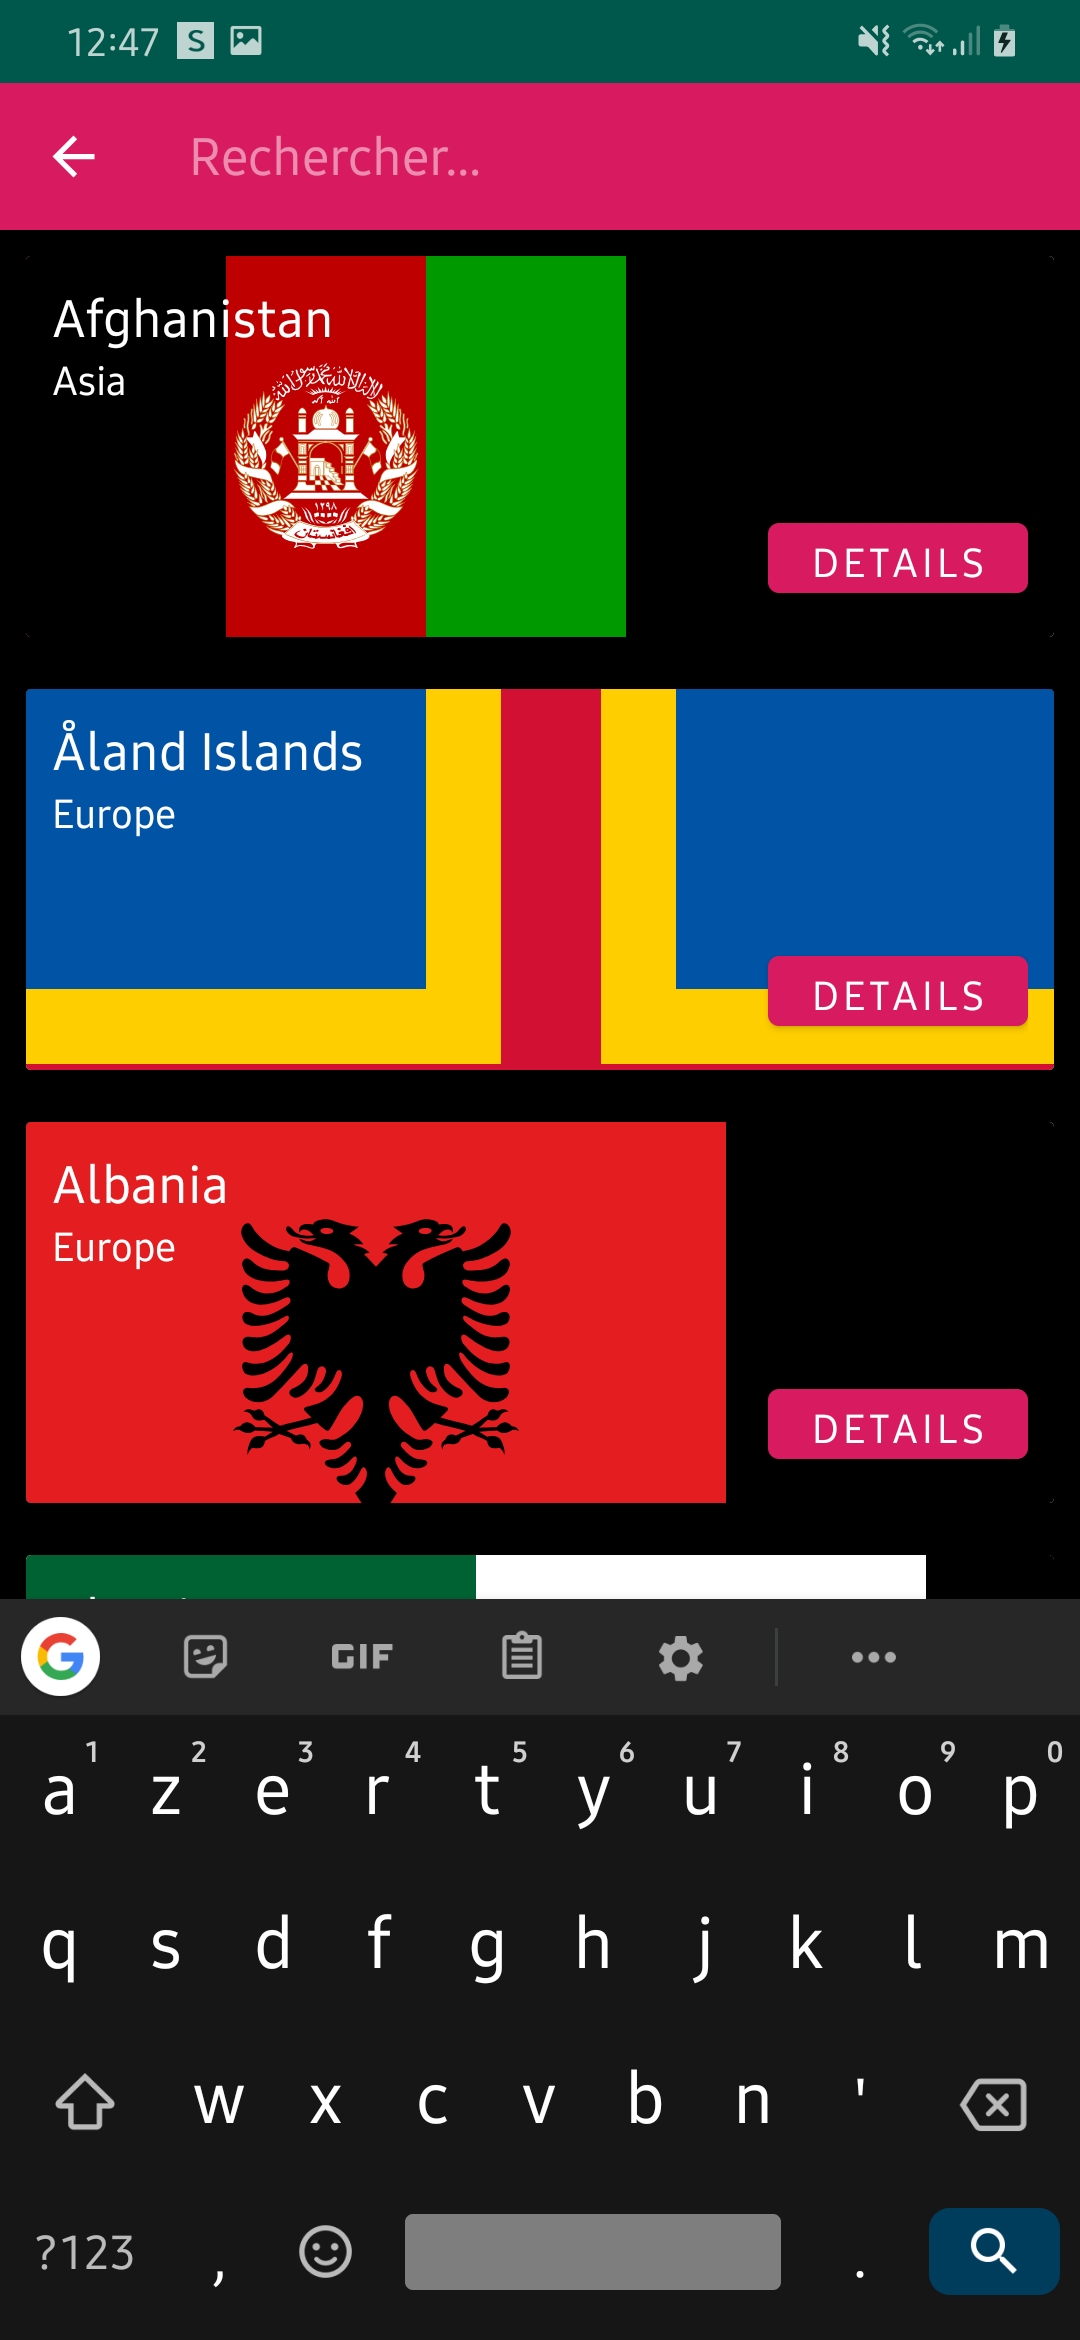 12:47 S
Rechercher...
Afghanistan
Asia
DETAILS
Åland Islands
Europe
DETAILS
Albania
Europe
DETAILS
G GIF
1 2 3 4 5 6 7 8 9 0
a z e r t y u i o p
q s d f g h j k l m
w x c v b n '
?123 , .